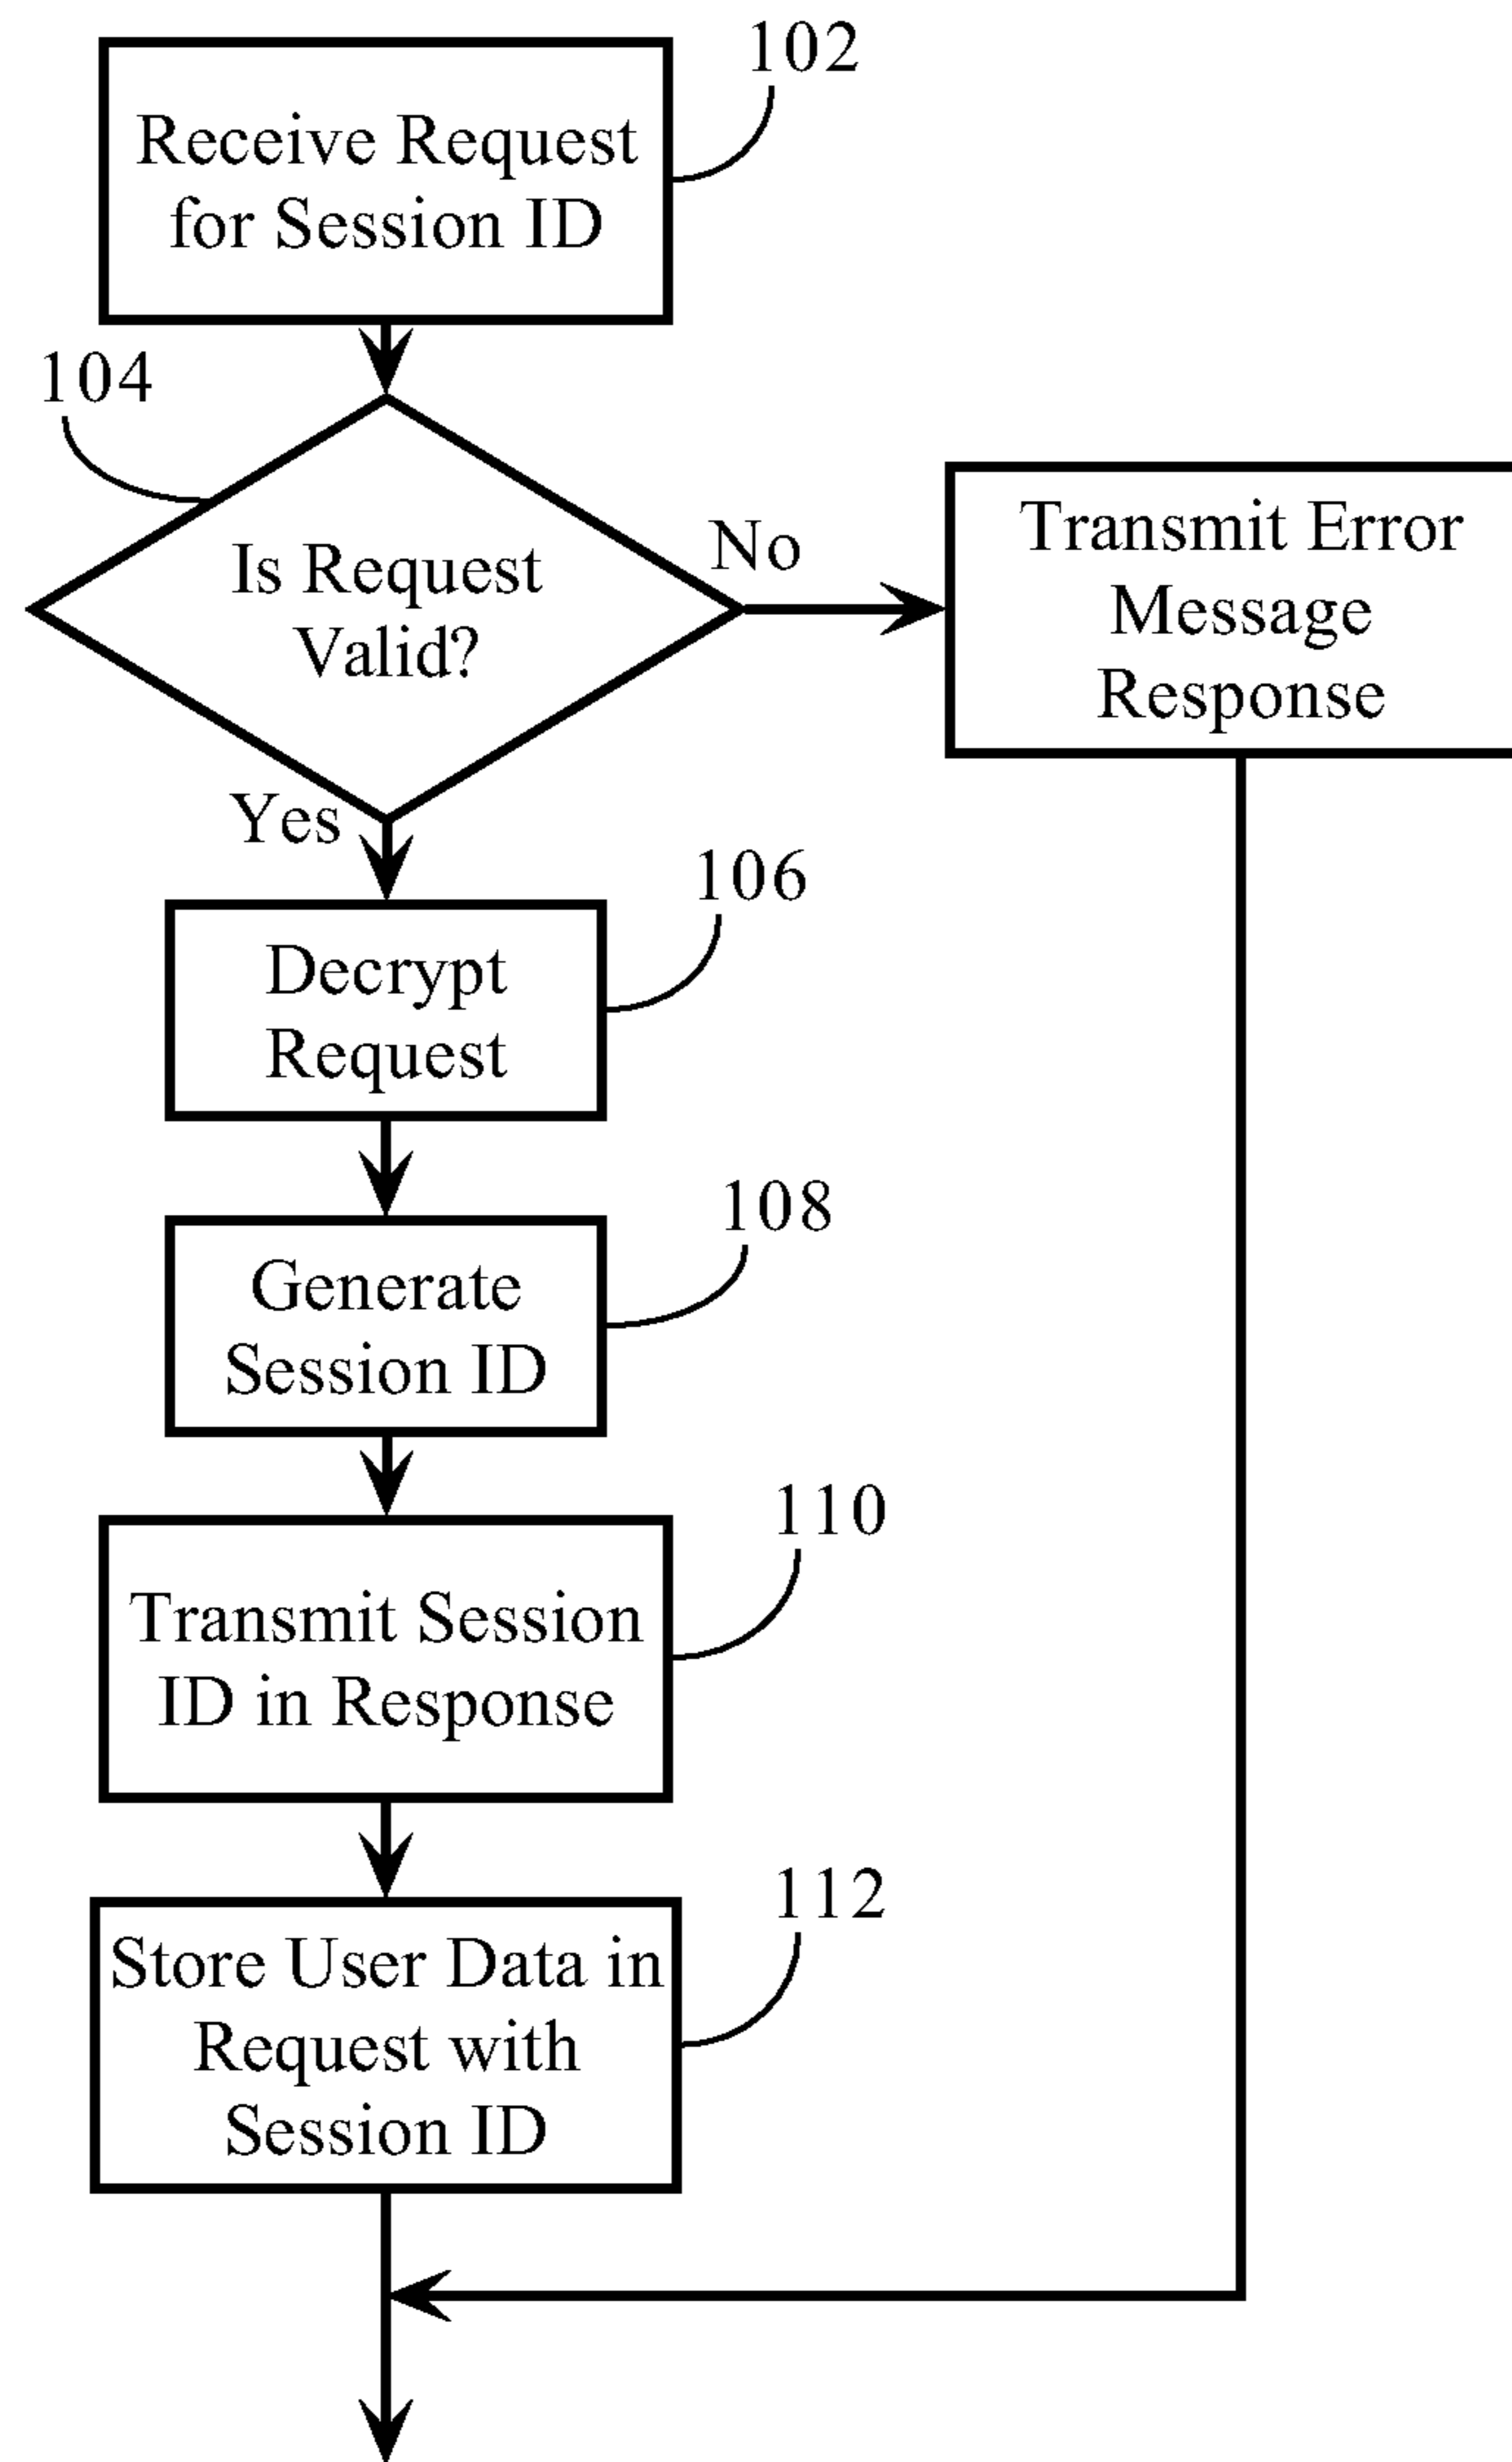 102
Receive Request
for Session ID
104
Is Request
Valid?
No
Transmit Error
Message
Response
Yes
106
Decrypt
Request
108
Generate
Session ID
110
Transmit Session
ID in Response
112
Store User Data in
Request with
Session ID